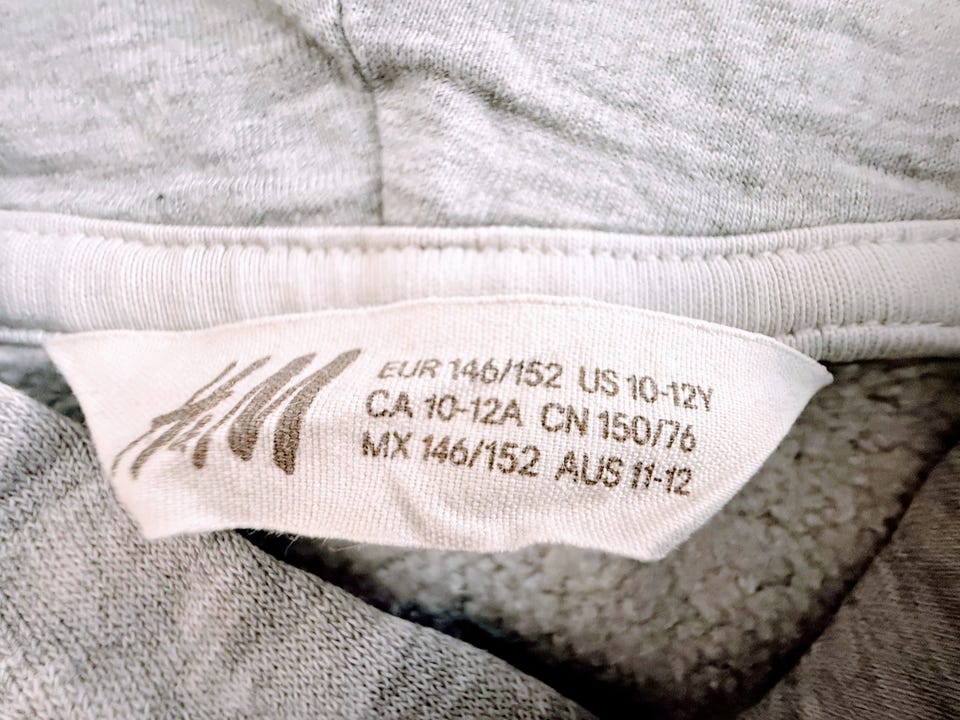 H&M
EUR 146/152 US 10-12Y
CA 10-12A CN 150/76
MX 146/152 AUS 11-12